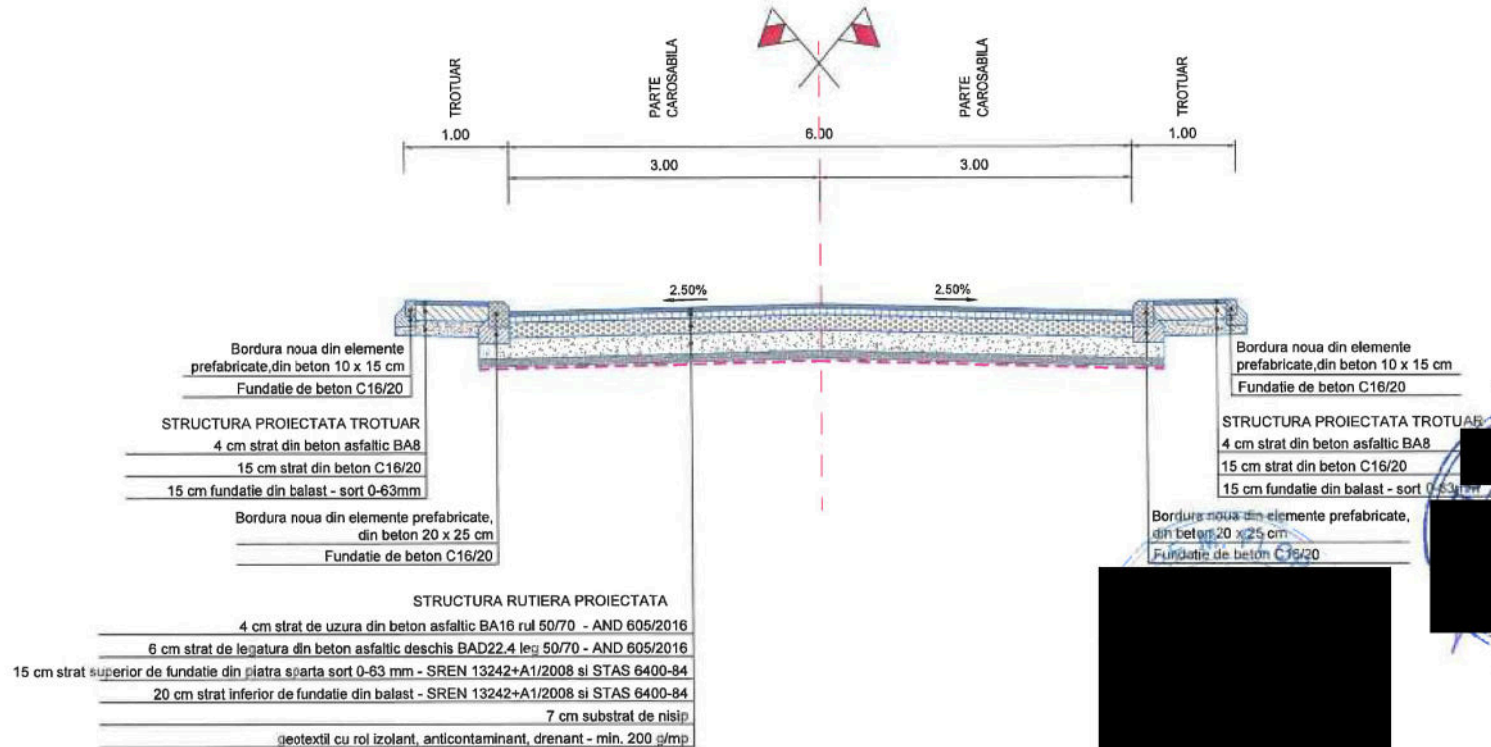 TROTUAR
PARTE
CAROSABILA
PARTE
CAROSABILA
TROTUAR
1.00
6.00
1.00
3.00
3.00
2.50%
2.50%
Bordura noua din elemente
prefabricate,din beton 10 x 15 cm
Fundatie de beton C16/20
STRUCTURA PROIECTATA TROTUAR
4 cm strat din beton asfaltic BA8
15 cm strat din beton C16/20
15 cm fundatie din balast - sort 0-63mm
Bordura noua din elemente prefabricate,
din beton 20 x 25 cm
Fundatie de beton C16/20
Bordura noua din elemente
prefabricate,din beton 10 x 15 cm
Fundatie de beton C16/20
STRUCTURA PROIECTATA TROTUAR
4 cm strat din beton asfaltic BA8
15 cm strat din beton C16/20
15 cm fundatie din balast - sort 0-63mm
Bordura noua din elemente prefabricate,
din beton 20 x 25 cm
Fundatie de beton C16/20
STRUCTURA RUTIERA PROIECTATA
4 cm strat de uzura din beton asfaltic BA16 rul 50/70 - AND 605/2016
6 cm strat de legatura din beton asfaltic deschis BAD22.4 leg 50/70 - AND 605/2016
15 cm strat superior de fundatie din piatra sparta sort 0-63 mm - SREN 13242+A1/2008 si STAS 6400-84
20 cm strat inferior de fundatie din balast - SREN 13242+A1/2008 si STAS 6400-84
7 cm substrat de nisip
geotextil cu rol izolant, anticontaminant, drenant - min. 200 g/mp